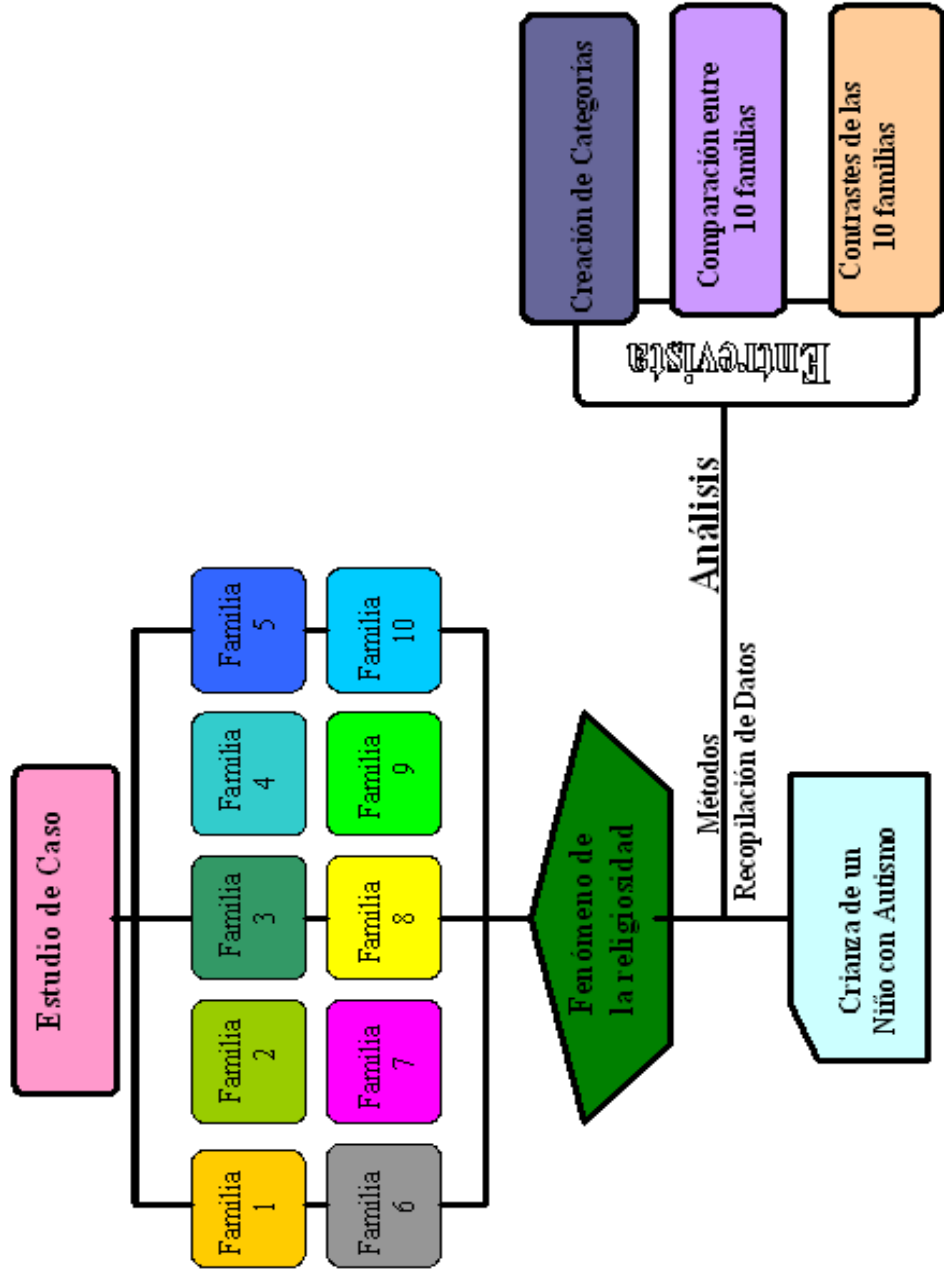 Estudio de Caso
Familia
1
Familia
2
Familia
3
Familia
4
Familia
5
Familia
6
Familia
7
Familia
8
Familia
9
Familia
10
Fenómeno de
la religiosidad
Métodos
Recopilación de Datos
Análisis
Entrevista
Creación de Categorías
Comparación entre
10 familias
Contrastes de las
10 familias
Crianza de un
Niño con Autismo